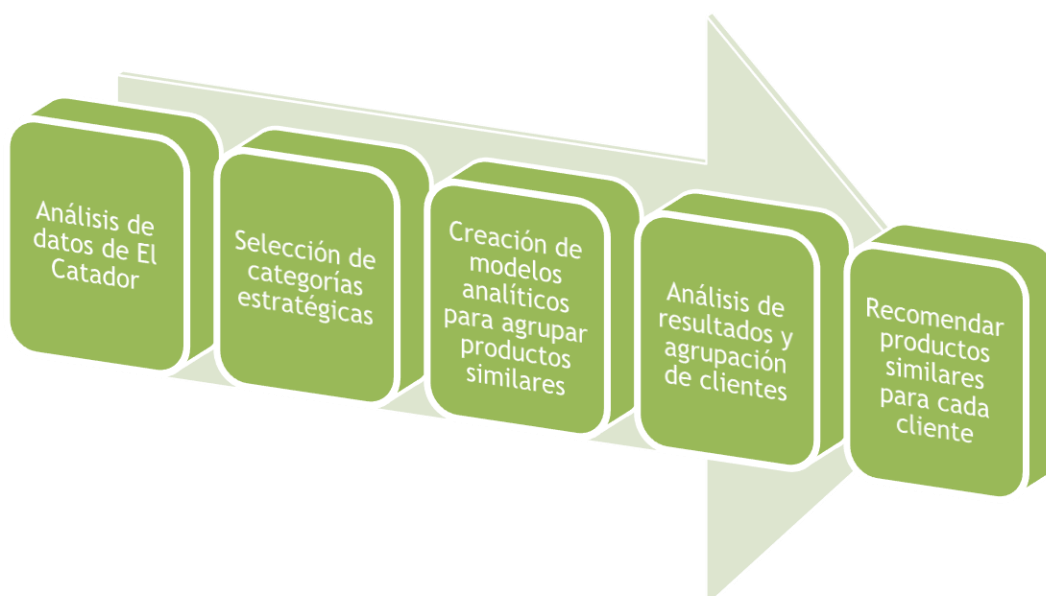 Análisis de
datos de El
Catador
Selección de
categorías
estratégicas
Creación de
modelos
analíticos
para agrupar
productos
similares
Análisis de
resultados y
agrupación
de clientes
Recomendar
productos
similares
para cada
cliente